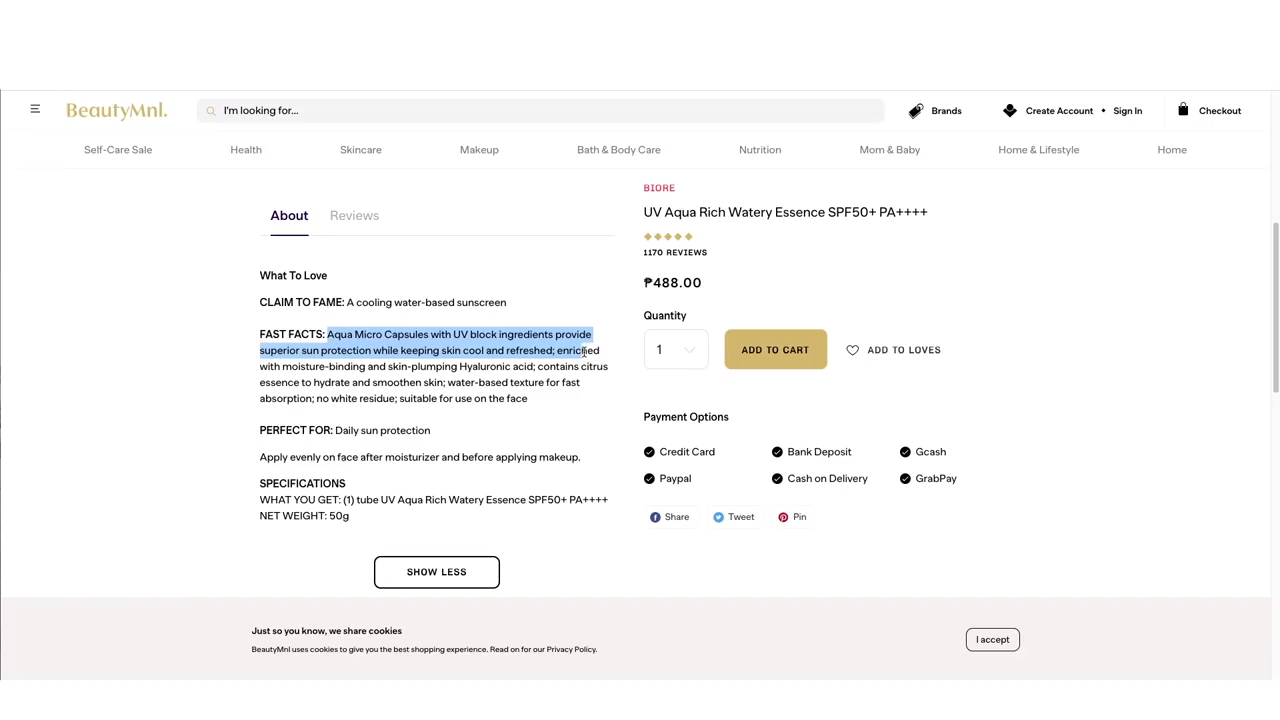 BeautyMnl.
I'm looking for...
Brands
Create Account • Sign In
Checkout
Self-Care Sale
Health
Skincare
Makeup
Bath & Body Care
Nutrition
Mom & Baby
Home & Lifestyle
Home
About
Reviews
What To Love
CLAIM TO FAME: A cooling water-based sunscreen
FAST FACTS: Aqua Micro Capsules with UV block ingredients provide
superior sun protection while keeping skin cool and refreshed; enriched
with moisture-binding and skin-plumping Hyaluronic acid; contains citrus
essence to hydrate and smoothen skin; water-based texture for fast
absorption; no white residue; suitable for use on the face
PERFECT FOR: Daily sun protection
Apply evenly on face after moisturizer and before applying makeup.
SPECIFICATIONS
WHAT YOU GET: (1) tube UV Aqua Rich Watery Essence SPF50+ PA++++
NET WEIGHT: 50g
SHOW LESS
BIORE
UV Aqua Rich Watery Essence SPF50+ PA++++
1170 REVIEWS
₱488.00
Quantity
1
ADD TO CART
ADD TO LOVES
Payment Options
Credit Card
Bank Deposit
Gcash
Paypal
Cash on Delivery
GrabPay
Share
Tweet
Pin
Just so you know, we share cookies
BeautyMnl uses cookies to give you the best shopping experience. Read on for our Privacy Policy.
I accept